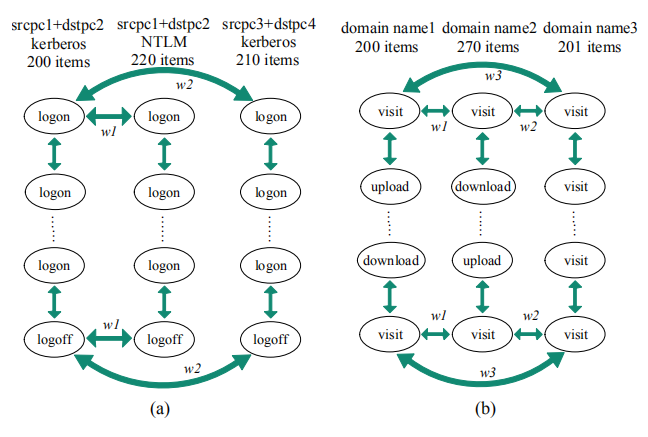 srcpc1+dstpc2 srcpc1+dstpc2 srcpc3+dstpc4
kerberos NTLM kerberos
200 items 220 items 210 items
w2
logon logon logon
w1
logon logon logon
logon logon logon
w1
logoff logoff logoff
w2
(a)
domain name1 domain name2 domain name3
200 items 270 items 201 items
w3
visit visit visit
w1 w2
upload download visit
download upload visit
w1 w2
visit visit visit
w3
(b)